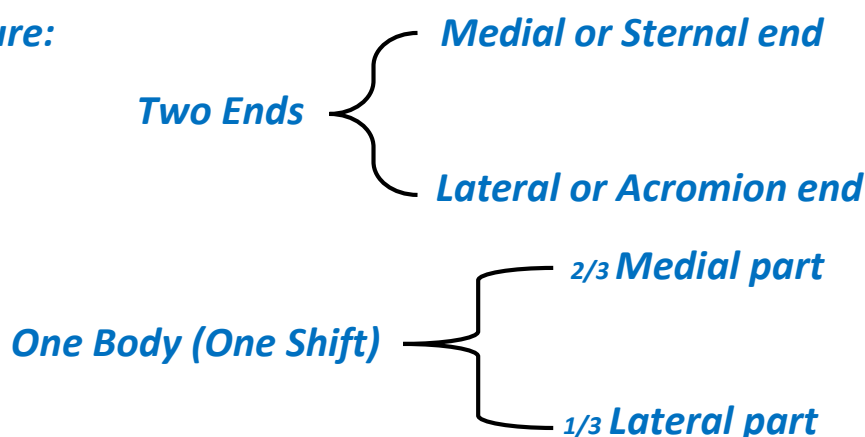 ure:
Medial or Sternal end
Two Ends
Lateral or Acromion end
2/3 Medial part
One Body (One Shift)
1/3 Lateral part